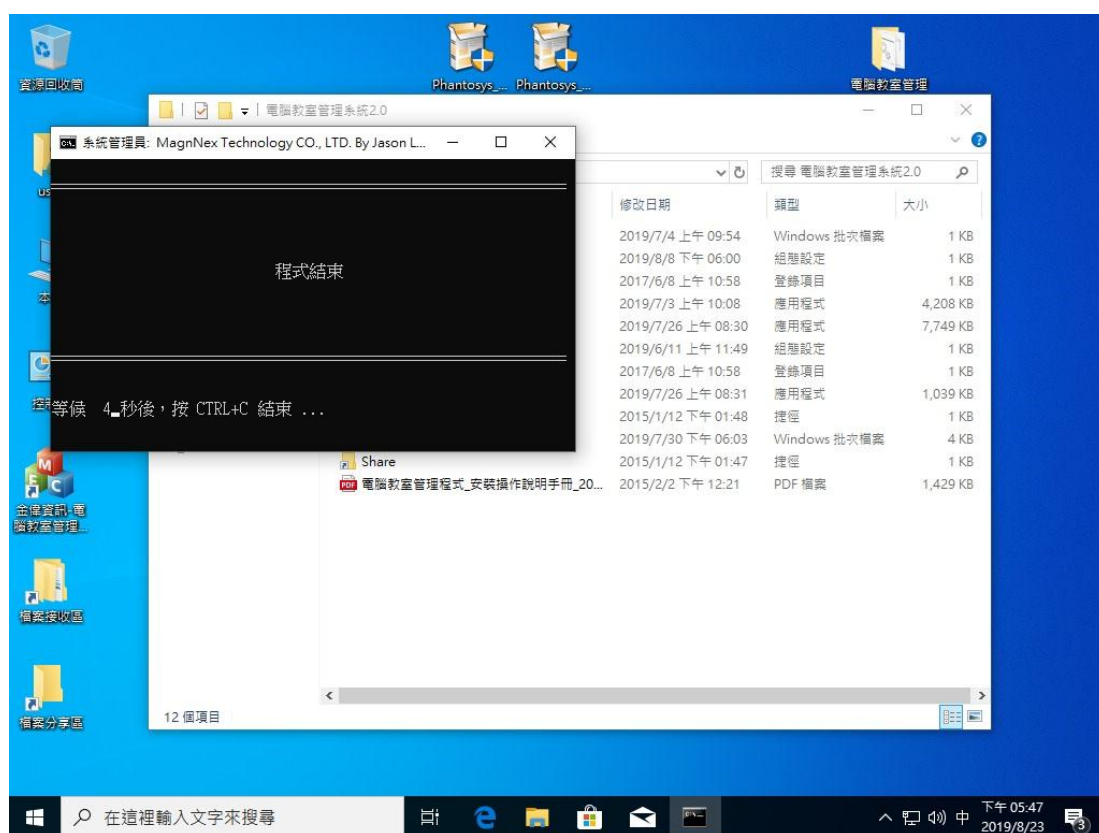 資源回收筒
Phantosys_...
Phantosys_...
電腦教室管理
電腦教室管理系統2.0
系統管理員: MagnNex Technology CO., LTD. By Jason L...
程式結束
等候 4 秒後，按 CTRL+C 結束 ...
搜尋 電腦教室管理系統2.0
修改日期 類型 大小
2019/7/4 上午 09:54 Windows 批次檔案 1 KB
2019/8/8 下午 06:00 組態設定 1 KB
2017/6/8 上午 10:58 登錄項目 1 KB
2019/7/3 上午 10:08 應用程式 4,208 KB
2019/7/26 上午 08:30 應用程式 7,749 KB
2019/6/11 上午 11:49 組態設定 1 KB
2017/6/8 上午 10:58 登錄項目 1 KB
2019/7/26 上午 08:31 應用程式 1,039 KB
2015/1/12 下午 01:48 捷徑 1 KB
2019/7/30 下午 06:03 Windows 批次檔案 4 KB
Share 2015/1/12 下午 01:47 捷徑 1 KB
電腦教室管理程式_安裝操作說明手冊_20... 2015/2/2 下午 12:21 PDF 檔案 1,429 KB
金偉資訊-電
腦教室管理...
檔案接收區
檔案分享區
12 個項目
在這裡輸入文字來搜尋
中
下午 05:47
2019/8/23
3